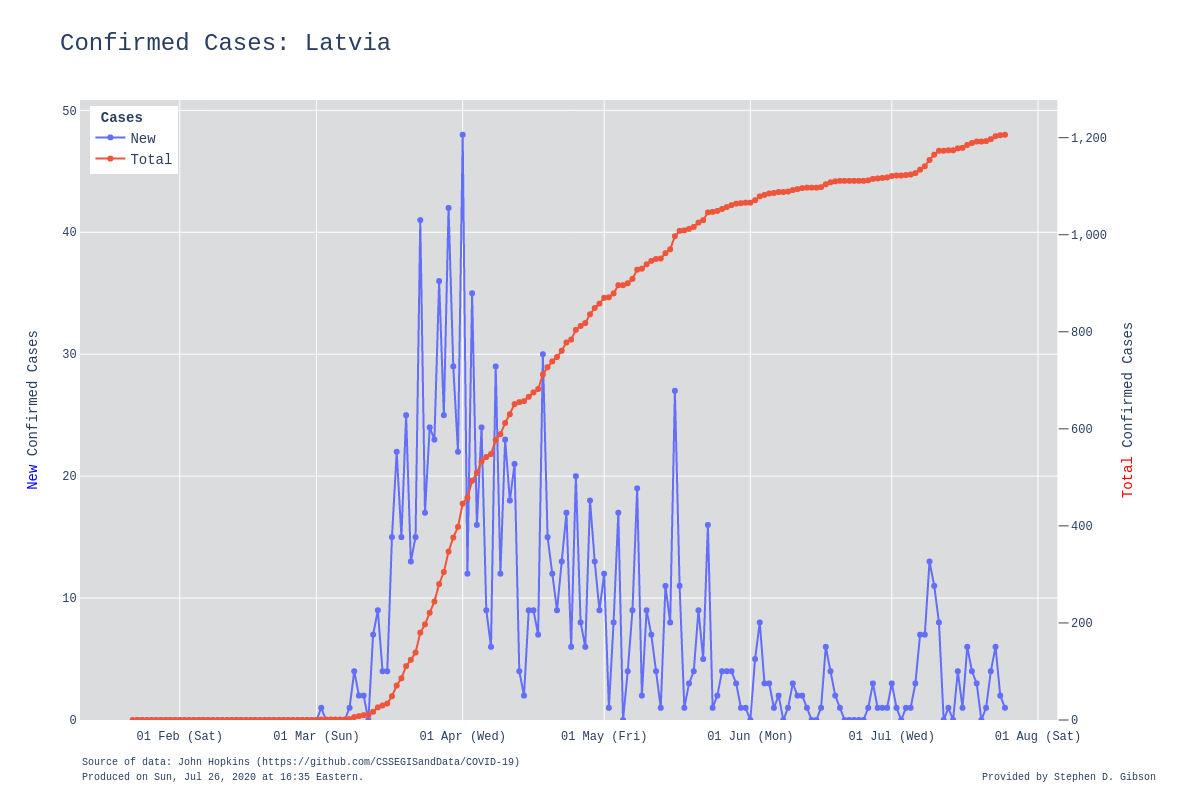 Confirmed Cases: Latvia
Cases
New
Total
50
40
30
20
10
0
1,200
1,000
800
600
400
200
0
New Confirmed Cases
Total Confirmed Cases
01 Feb (Sat)
01 Mar (Sun)
01 Apr (Wed)
01 May (Fri)
01 Jun (Mon)
01 Jul (Wed)
01 Aug (Sat)
Source of data: John Hopkins (https://github.com/CSSEGISandData/COVID-19)
Produced on Sun, Jul 26, 2020 at 16:35 Eastern.
Provided by Stephen D. Gibson